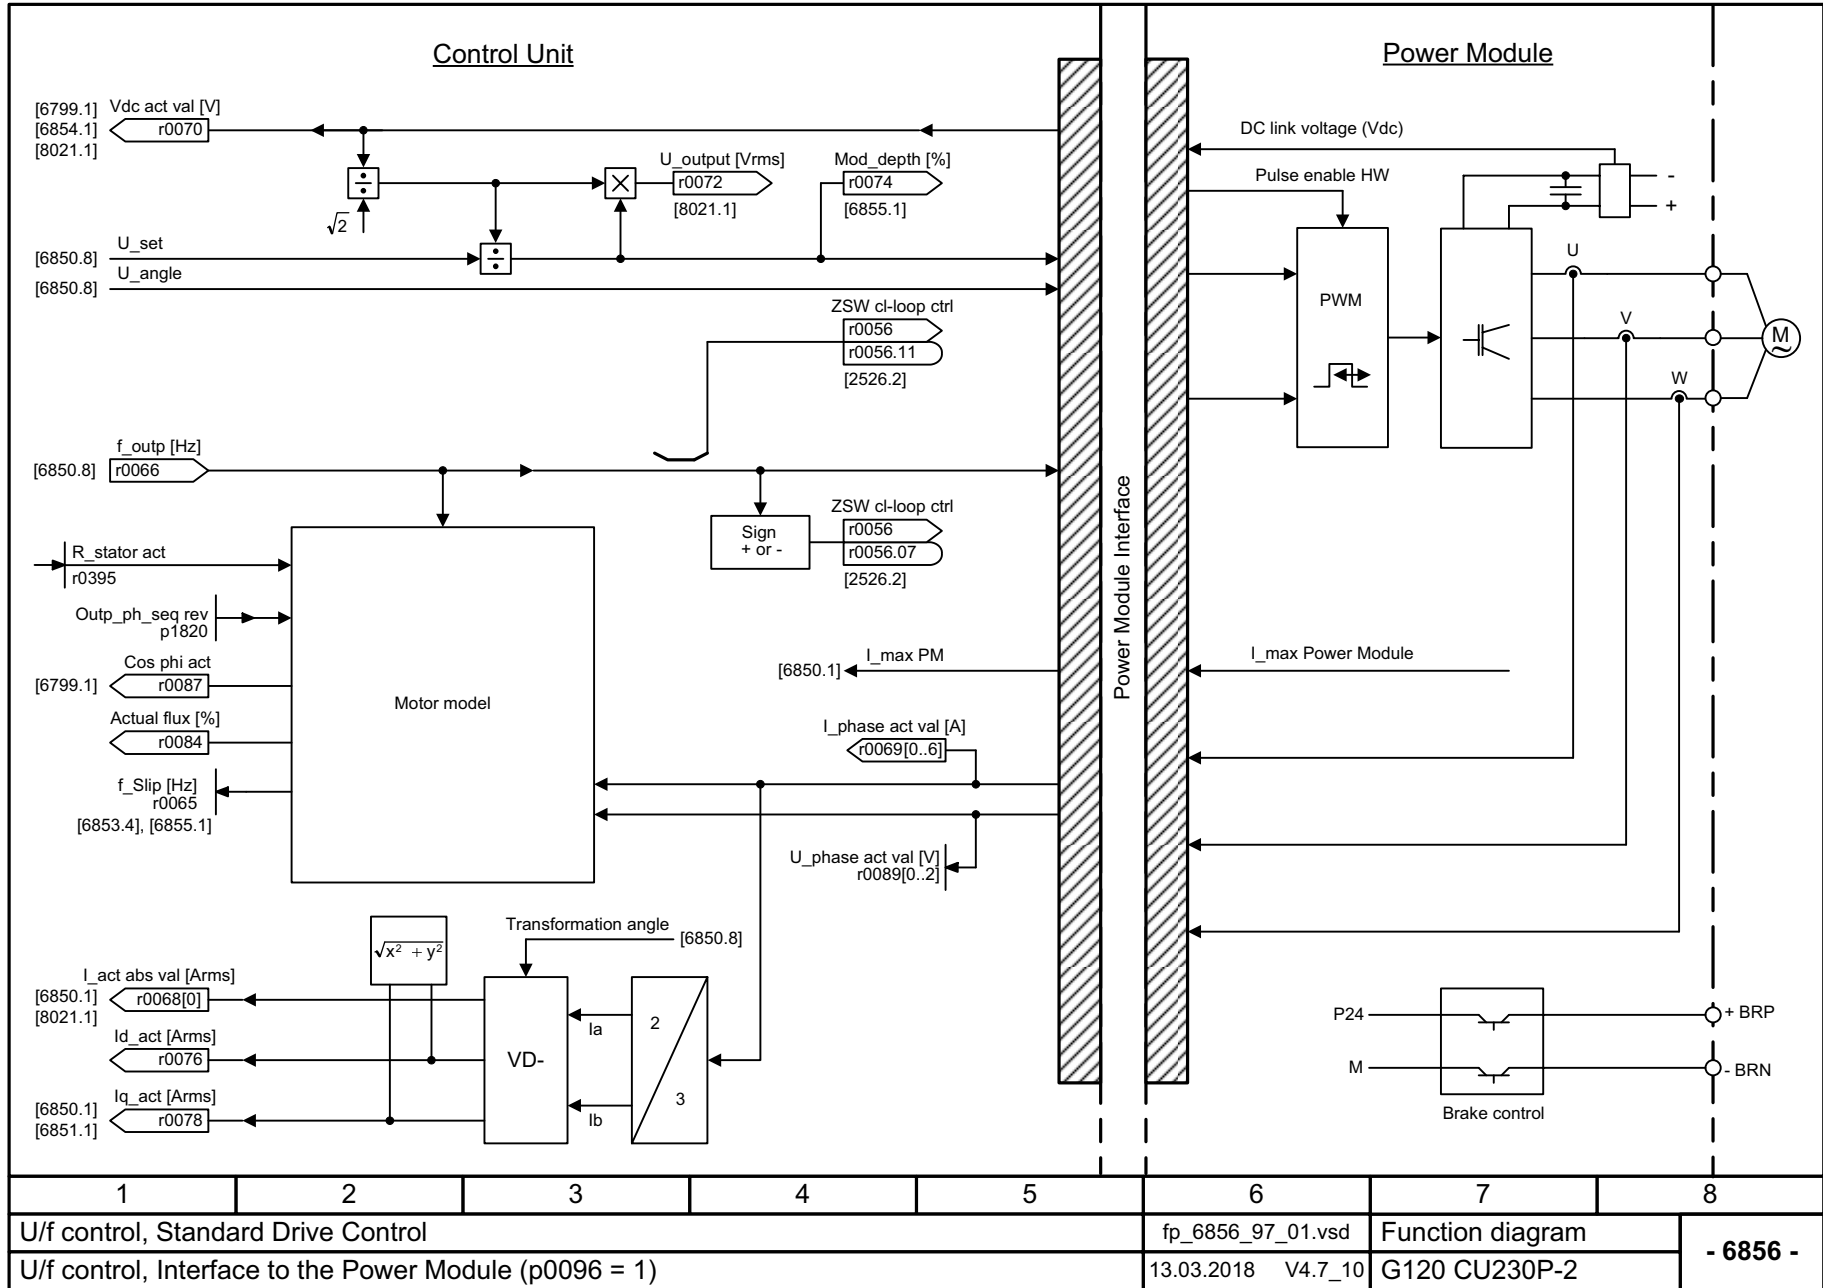 Control Unit
Power Module
[6799.1]
[6854.1]
[8021.1]
Vdc act val [V]
r0070
÷
√2
U_output [Vrms]
r0072
[8021.1]
Mod_depth [%]
r0074
[6855.1]
×
[6850.8]
U_set
÷
[6850.8]
U_angle
ZSW cl-loop ctrl
r0056
r0056.11
[2526.2]
f_outp [Hz]
[6850.8]
r0066
Sign
+ or -
ZSW cl-loop ctrl
r0056
r0056.07
[2526.2]
R_stator act
r0395
Outp_ph_seq rev
p1820
Cos phi act
[6799.1]
r0087
Actual flux [%]
r0084
f_Slip [Hz]
r0065
[6853.4], [6855.1]
Motor model
[6850.1]
I_max PM
I_phase act val [A]
r0069[0..6]
U_phase act val [V]
r0089[0..2]
√x² + y²
Transformation angle
[6850.8]
I_act abs val [Arms]
[6850.1]
[8021.1]
r0068[0]
Id_act [Arms]
r0076
Iq_act [Arms]
[6850.1]
[6851.1]
r0078
VD-
Ia
Ib
2
3
Power Module Interface
DC link voltage (Vdc)
Pulse enable HW
-
+
PWM
U
V
W
M
~
I_max Power Module
P24
M
+ BRP
- BRN
Brake control
1
2
3
4
5
6
7
8
U/f control, Standard Drive Control
fp_6856_97_01.vsd
Function diagram
- 6856 -
U/f control, Interface to the Power Module (p0096 = 1)
13.03.2018 V4.7_10
G120 CU230P-2